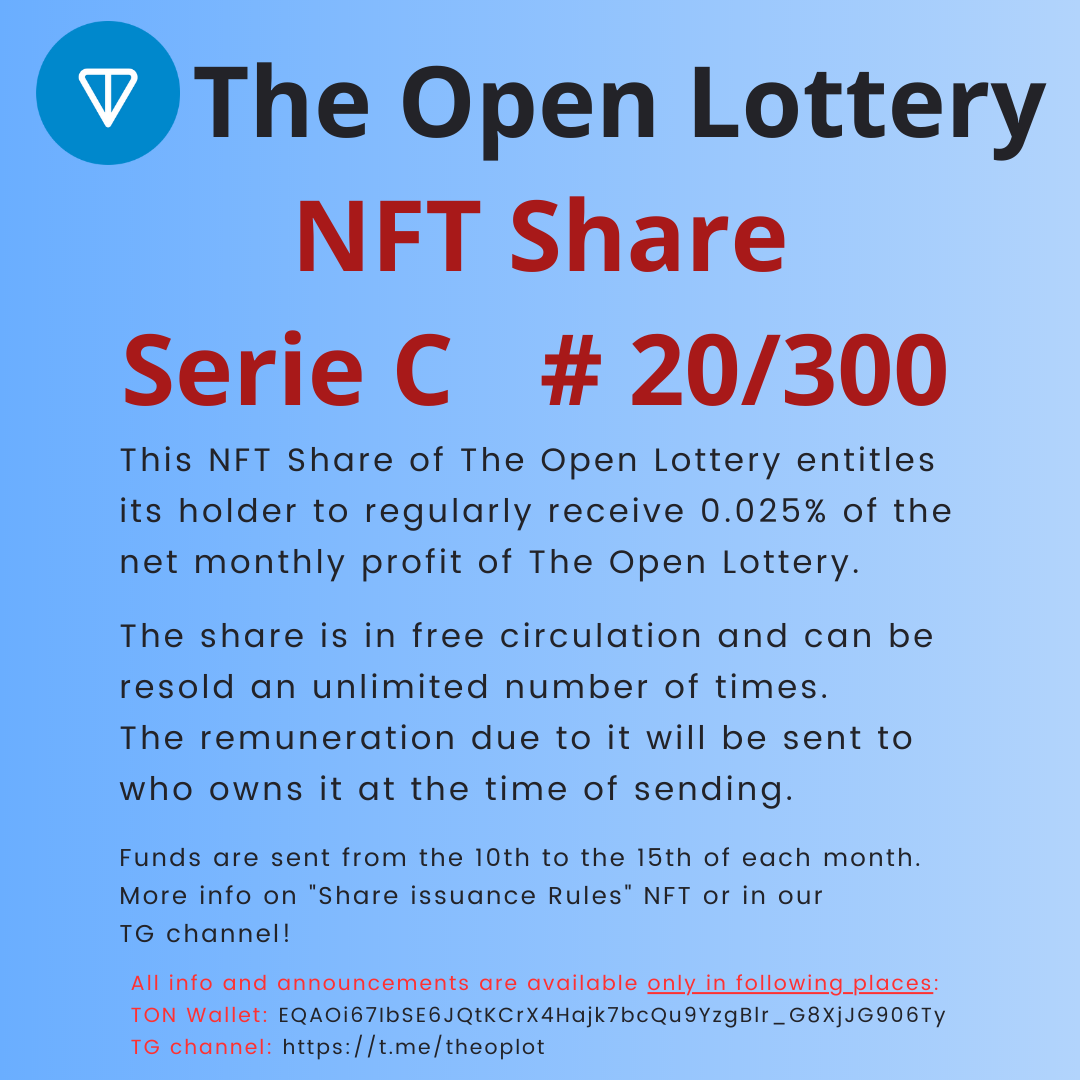 The Open Lottery
NFT Share
Serie C # 20/300
This NFT Share of The Open Lottery entitles
its holder to regularly receive 0.025% of the
net monthly profit of The Open Lottery.
The share is in free circulation and can be
resold an unlimited number of times.
The remuneration due to it will be sent to
who owns it at the time of sending.
Funds are sent from the 10th to the 15th of each month.
More info on "Share issuance Rules" NFT or in our
TG channel!
All info and announcements are available only in following places:
TON Wallet: EQAOi67IbSE6JQtKCrX4Hajk7bcQu9YzgBlr_G8XjJG906Ty
TG channel: https://t.me/theoplot